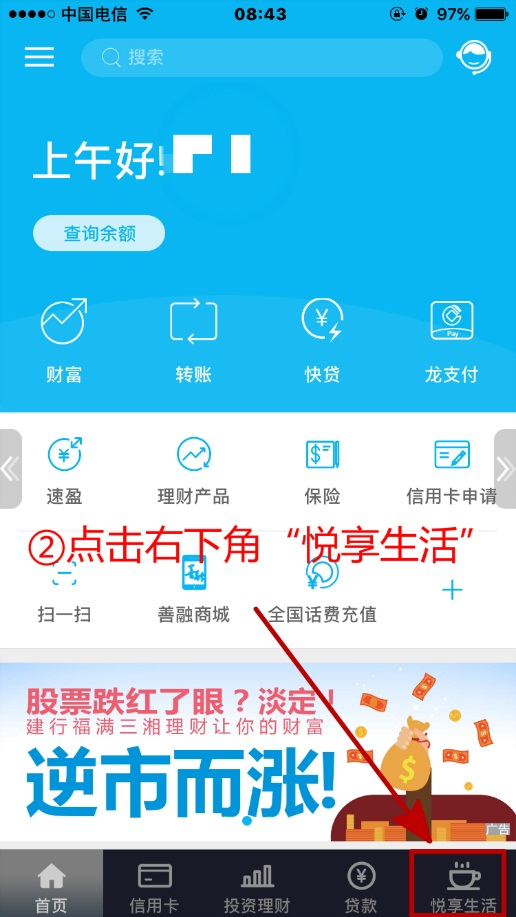 中国电信 08:43 97%
搜索
上午好!
查询余额
财富 转账 快贷 龙支付
速盈 理财产品 保险 信用卡申请
②点击右下角“悦享生活”
扫一扫 善融商城 全国话费充值
股票跌红了眼？淡定！
建行福满三湘理财让你的财富
逆市而涨!
广告
首页 信用卡 投资理财 贷款 悦享生活